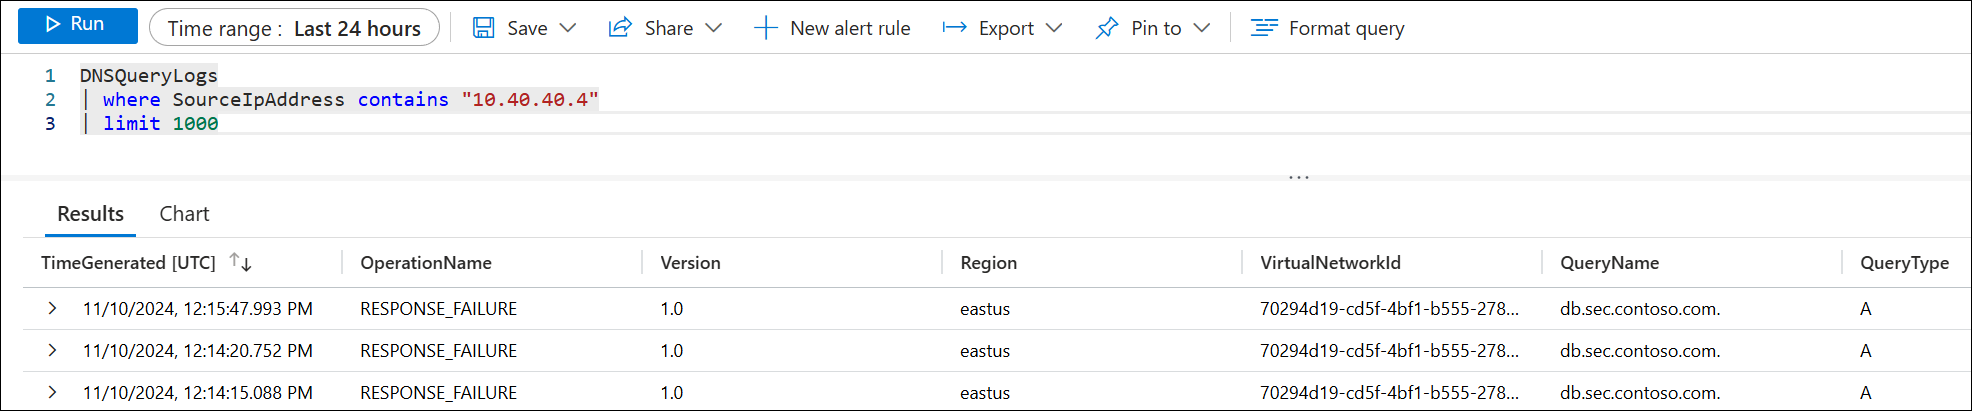 Run Time range : Last 24 hours Save Share New alert rule Export Pin to Format query
1 DNSQueryLogs
2 | where SourceIpAddress contains "10.40.40.4"
3 | limit 1000
...
Results Chart
TimeGenerated [UTC] OperationName Version Region VirtualNetworkId QueryName QueryType
11/10/2024, 12:15:47.993 PM RESPONSE_FAILURE 1.0 eastus 70294d19-cd5f-4bf1-b555-278... db.sec.contoso.com. A
11/10/2024, 12:14:20.752 PM RESPONSE_FAILURE 1.0 eastus 70294d19-cd5f-4bf1-b555-278... db.sec.contoso.com. A
11/10/2024, 12:14:15.088 PM RESPONSE_FAILURE 1.0 eastus 70294d19-cd5f-4bf1-b555-278... db.sec.contoso.com. A